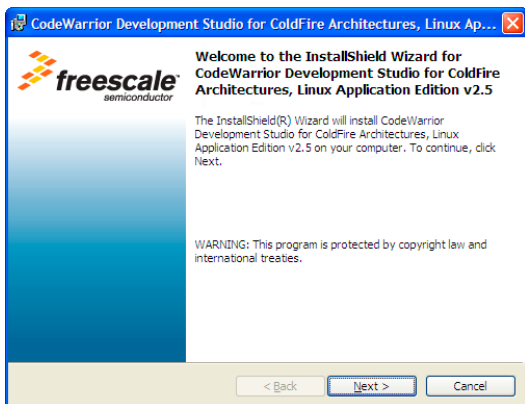 CodeWarrior Development Studio for ColdFire Architectures, Linux Ap...
freescale
semiconductor
Welcome to the InstallShield Wizard for
CodeWarrior Development Studio for ColdFire
Architectures, Linux Application Edition v2.5
The InstallShield(R) Wizard will install CodeWarrior
Development Studio for ColdFire Architectures, Linux
Application Edition v2.5 on your computer. To continue, click
Next.
WARNING: This program is protected by copyright law and
international treaties.
< Back Next > Cancel